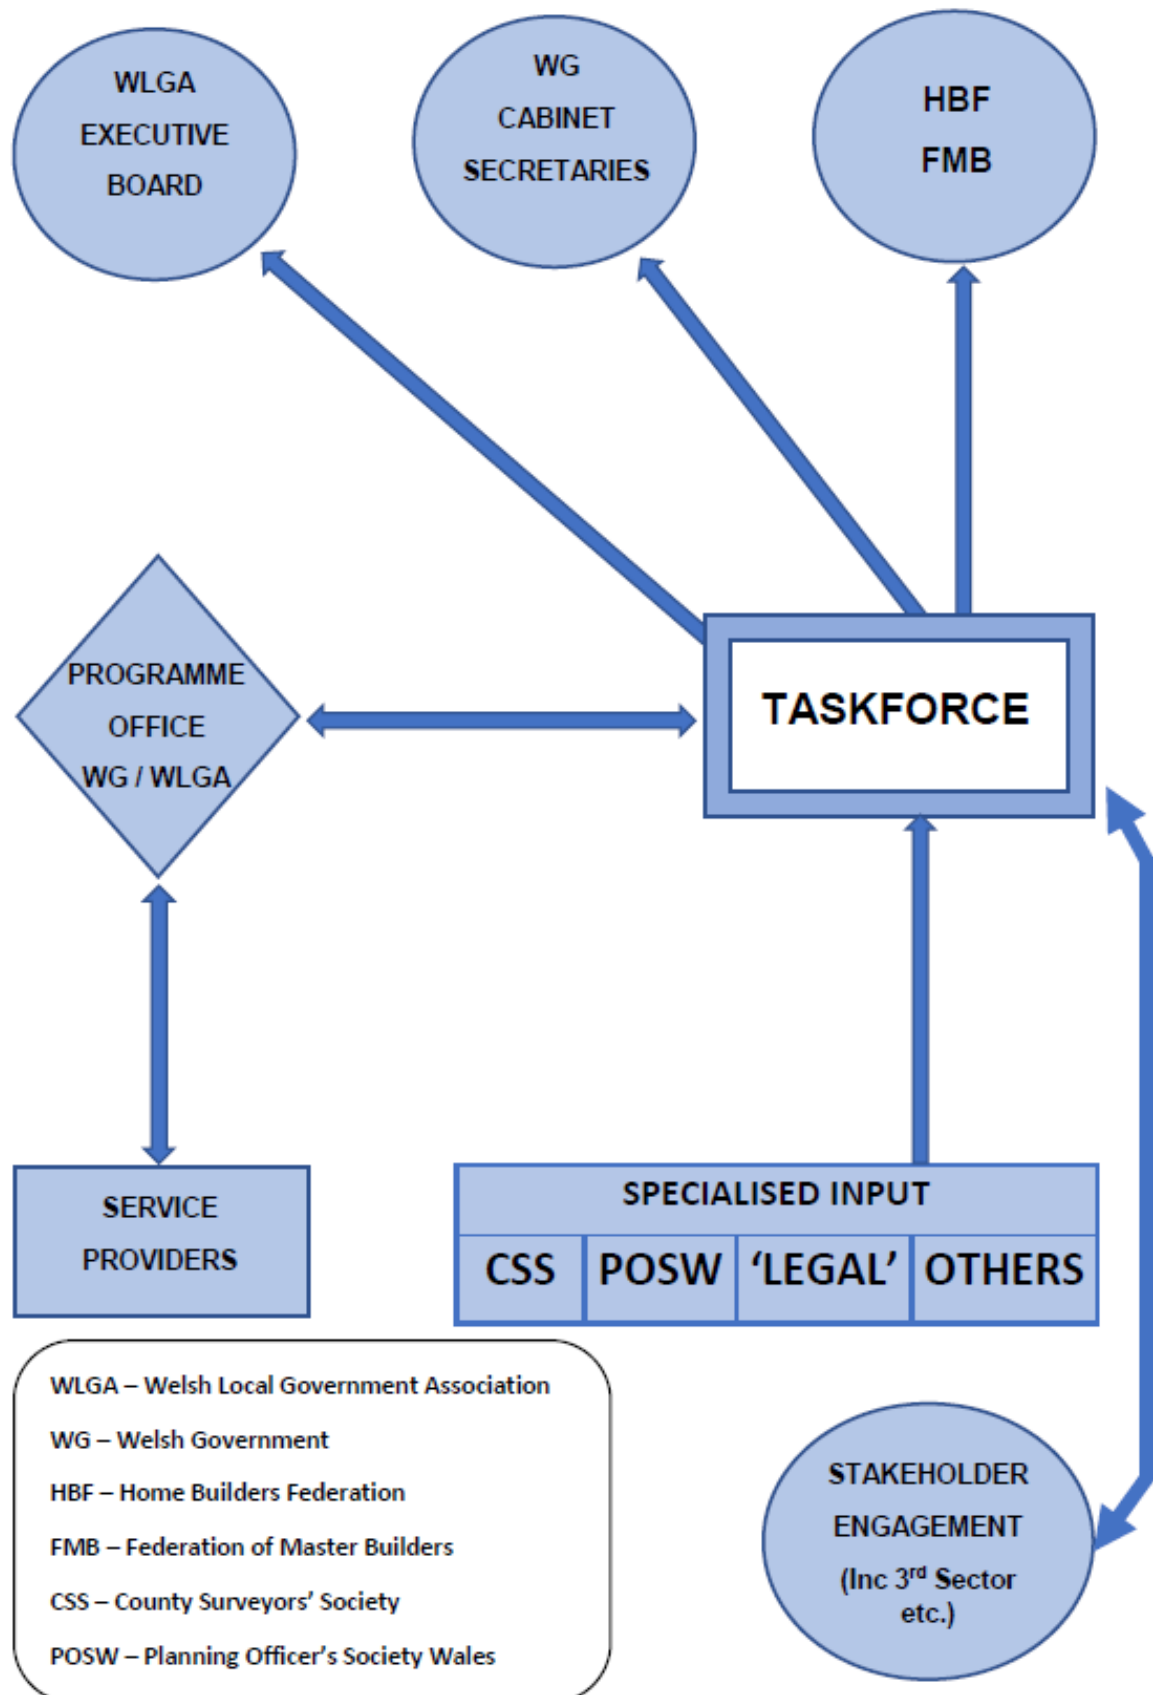 WLGA
EXECUTIVE
BOARD
WG
CABINET
SECRETARIES
HBF
FMB
PROGRAMME
OFFICE
WG / WLGA
TASKFORCE
SERVICE
PROVIDERS
SPECIALISED INPUT
CSS POSW ‘LEGAL’ OTHERS
WLGA – Welsh Local Government Association
WG – Welsh Government
HBF – Home Builders Federation
FMB – Federation of Master Builders
CSS – County Surveyors’ Society
POSW – Planning Officer’s Society Wales
STAKEHOLDER
ENGAGEMENT
(Inc 3rd Sector
etc.)